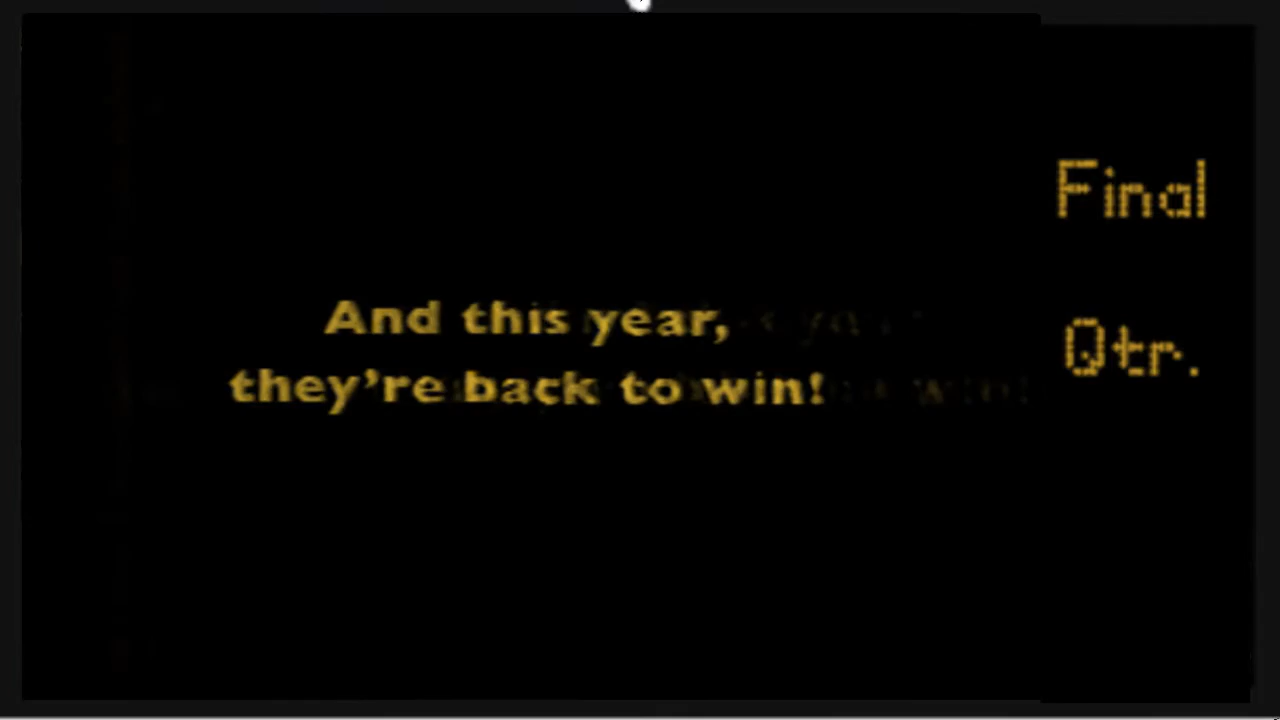 And this year,
they're back to win!
Final
Qtr.